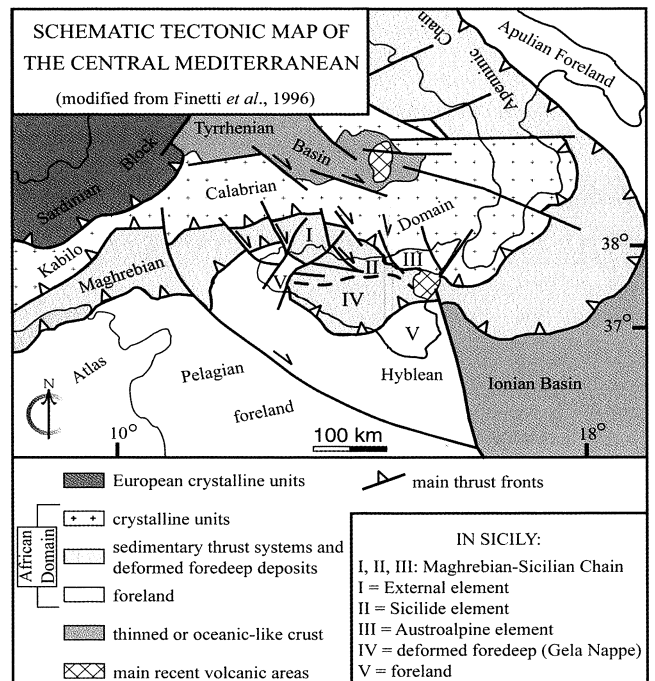 SCHEMATIC TECTONIC MAP OF
THE CENTRAL MEDITERRANEAN
(modified from Finetti et al., 1996)
Chain
Apenninic
Apulian Foreland
Tyrrhenian
Basin
Block
Sardinian
Calabrian
Domain
Kabilo
Maghrebian
I
II
III
V
IV
V
38°
37°
Atlas
Pelagian
foreland
Hyblean
Ionian Basin
N
10°
100 km
18°
European crystalline units
main thrust fronts
African
Domain
crystalline units
sedimentary thrust systems and
deformed foredeep deposits
foreland
thinned or oceanic-like crust
main recent volcanic areas
IN SICILY:
I, II, III: Maghrebian-Sicilian Chain
I = External element
II = Sicilide element
III = Austroalpine element
IV = deformed foredeep (Gela Nappe)
V = foreland